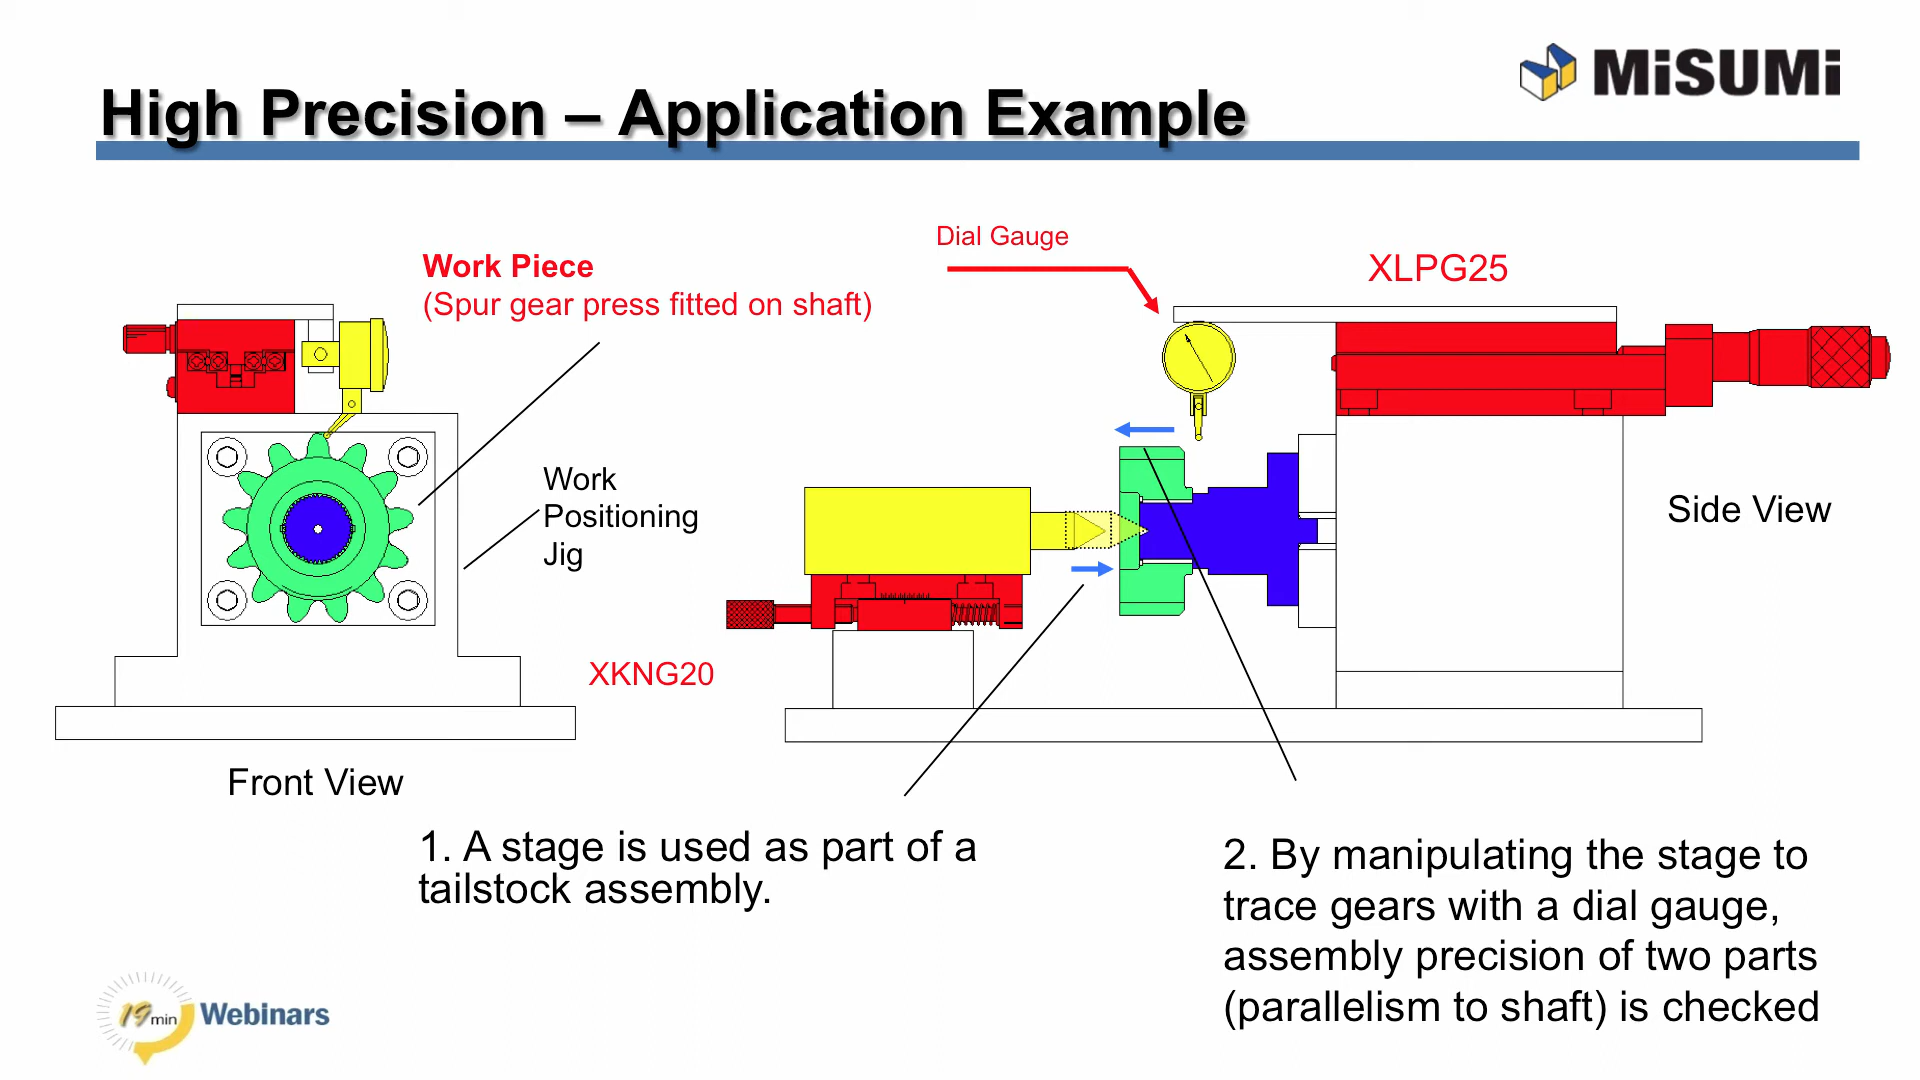 MiSUMi
High Precision – Application Example
Dial Gauge
Work Piece
(Spur gear press fitted on shaft)
XLPG25
Work
Positioning
Jig
Side View
XKNG20
Front View
1. A stage is used as part of a
tailstock assembly.
2. By manipulating the stage to
trace gears with a dial gauge,
assembly precision of two parts
(parallelism to shaft) is checked
19 min Webinars